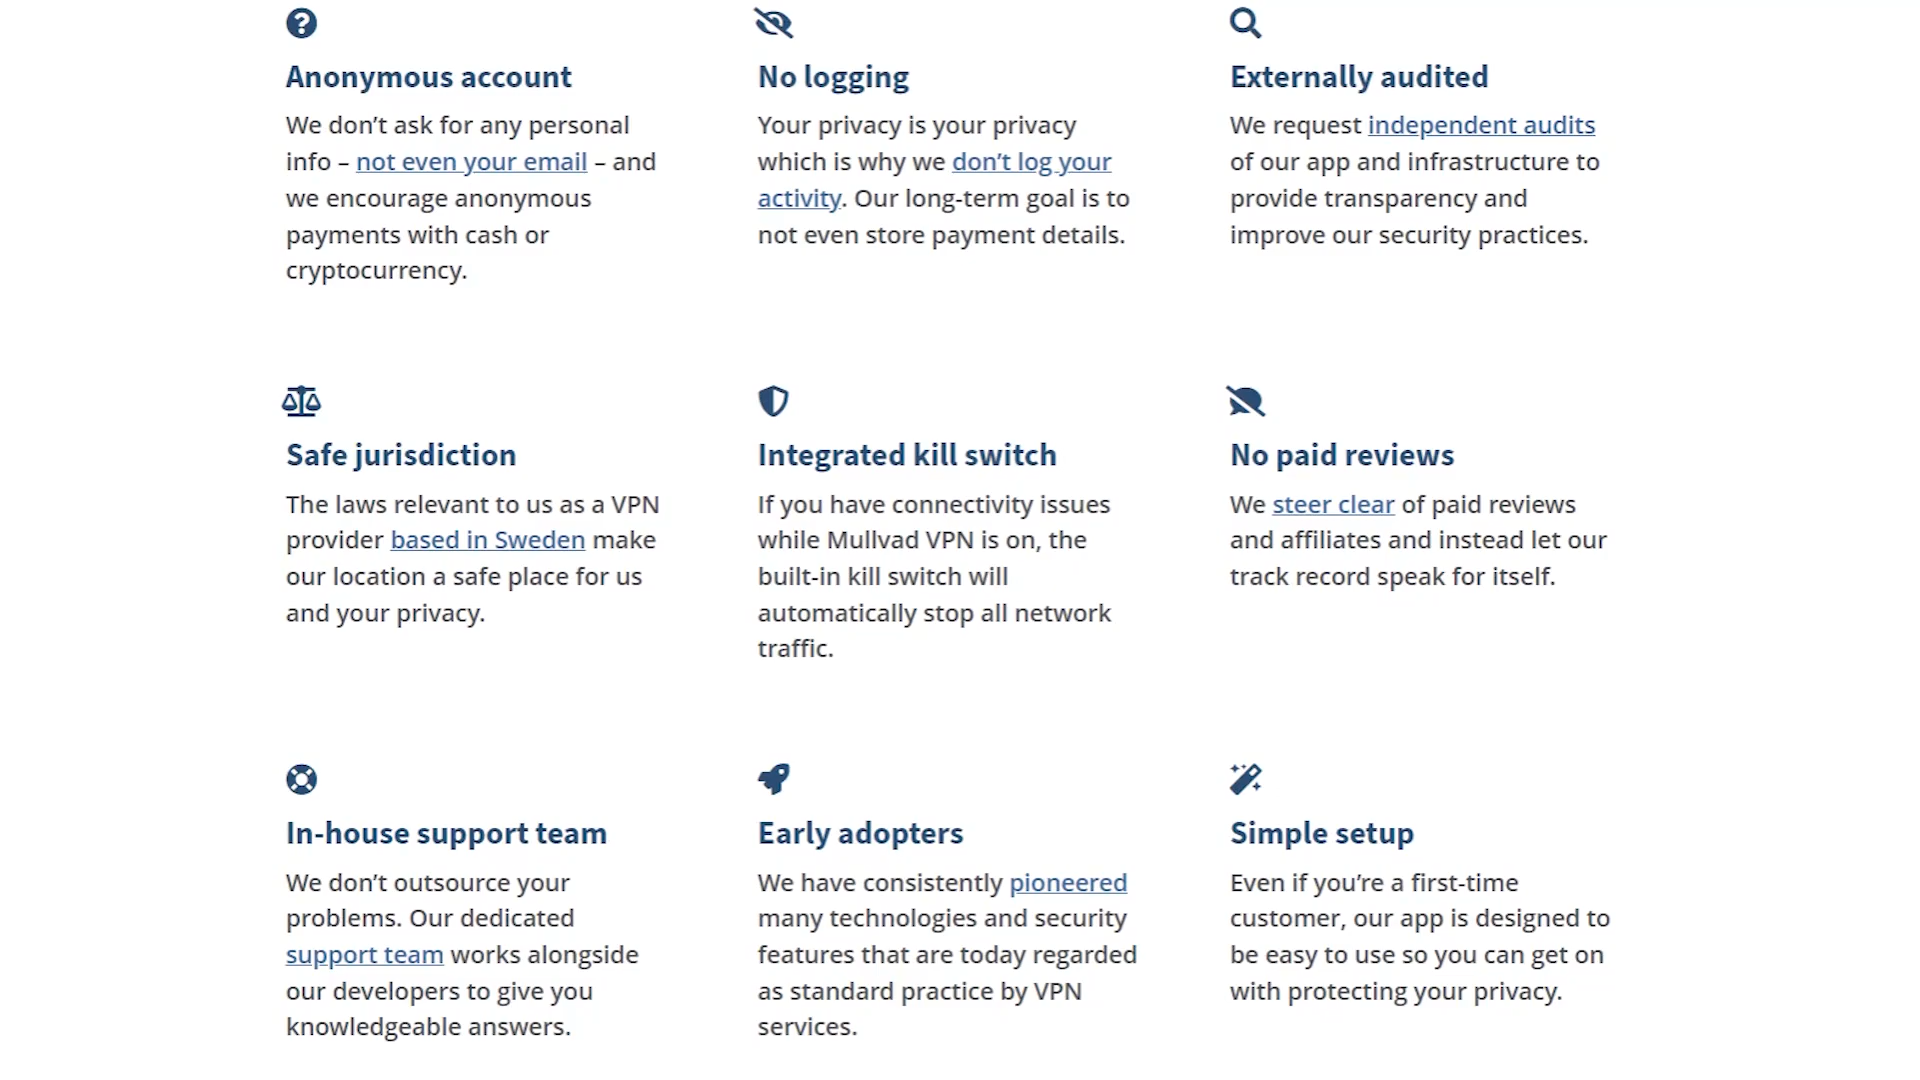 Anonymous account
We don’t ask for any personal
info – not even your email – and
we encourage anonymous
payments with cash or
cryptocurrency.
No logging
Your privacy is your privacy
which is why we don’t log your
activity. Our long-term goal is to
not even store payment details.
Externally audited
We request independent audits
of our app and infrastructure to
provide transparency and
improve our security practices.
Safe jurisdiction
The laws relevant to us as a VPN
provider based in Sweden make
our location a safe place for us
and your privacy.
Integrated kill switch
If you have connectivity issues
while Mullvad VPN is on, the
built-in kill switch will
automatically stop all network
traffic.
No paid reviews
We steer clear of paid reviews
and affiliates and instead let our
track record speak for itself.
In-house support team
We don’t outsource your
problems. Our dedicated
support team works alongside
our developers to give you
knowledgeable answers.
Early adopters
We have consistently pioneered
many technologies and security
features that are today regarded
as standard practice by VPN
services.
Simple setup
Even if you’re a first-time
customer, our app is designed to
be easy to use so you can get on
with protecting your privacy.